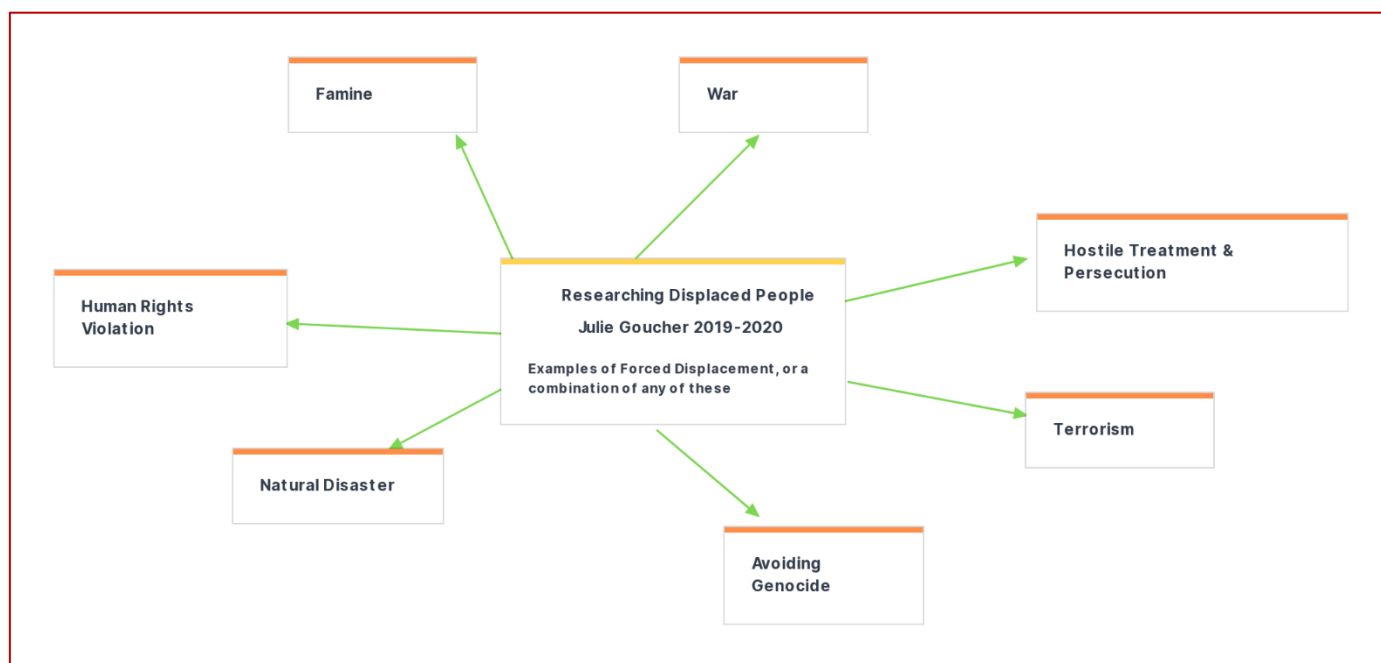 Famine
War
Hostile Treatment &
Persecution
Human Rights
Violation
Researching Displaced People
Julie Goucher 2019-2020
Examples of Forced Displacement, or a
combination of any of these
Terrorism
Natural Disaster
Avoiding
Genocide